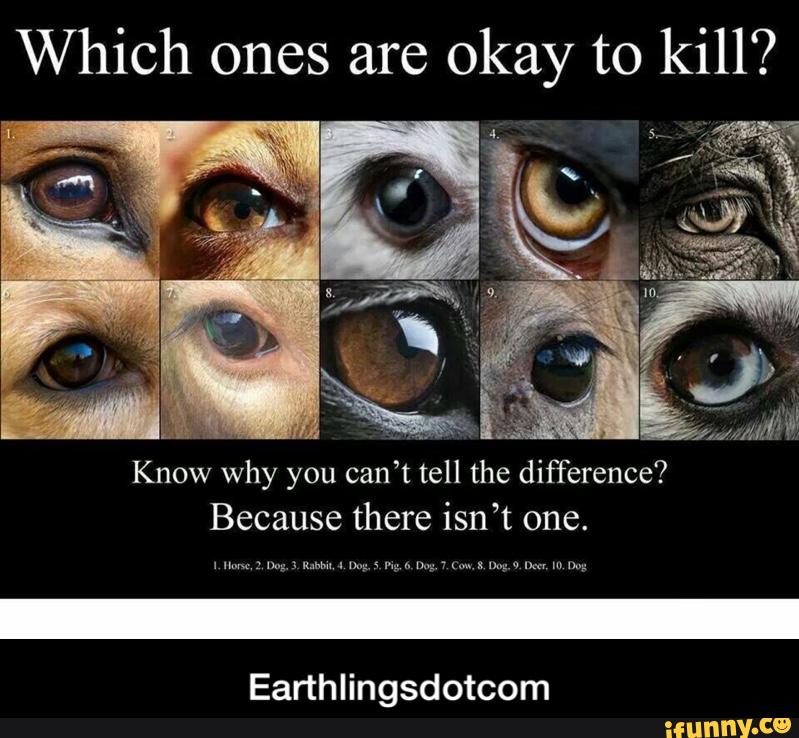 Which ones are okay to kill?
1. 2. 3. 4. 5.
6. 7. 8. 9. 10.
Know why you can't tell the difference?
Because there isn't one.
1. Horse, 2. Dog, 3. Rabbit, 4. Dog, 5. Pig, 6. Dog, 7. Cow, 8. Dog, 9. Deer, 10. Dog
Earthlingsdotcom
ifunny.co